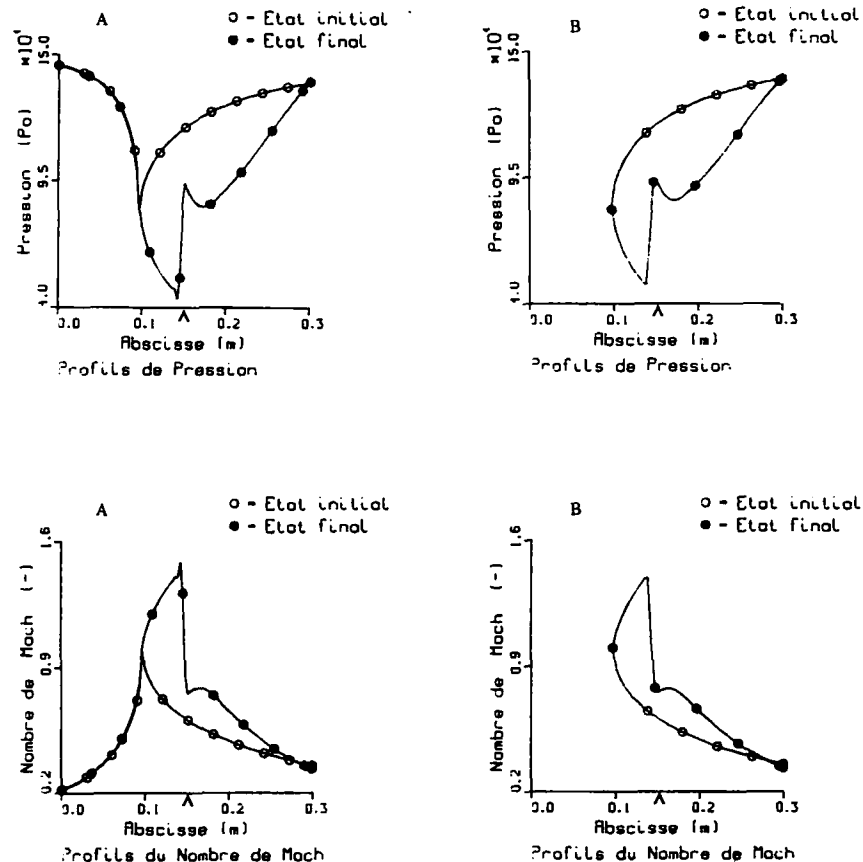 A
o - Etat initial
● - Etat final
×10⁴
15.0
9.5
4.0
Pression (Pa)
0.0 0.1 0.2 0.3
Abscisse (m)
Profils de Pression
B
o - Etat initial
● - Etat final
×10⁴
15.0
9.5
4.0
Pression (Pa)
0.0 0.1 0.2 0.3
Abscisse (m)
Profils de Pression
A
o - Etat initial
● - Etat final
1.6
0.9
0.2
Nombre de Mach (-)
0.0 0.1 0.2 0.3
Abscisse (m)
Profils du Nombre de Mach
B
o - Etat initial
● - Etat final
1.6
0.9
0.2
Nombre de Mach (-)
0.0 0.1 0.2 0.3
Abscisse (m)
Profils du Nombre de Mach